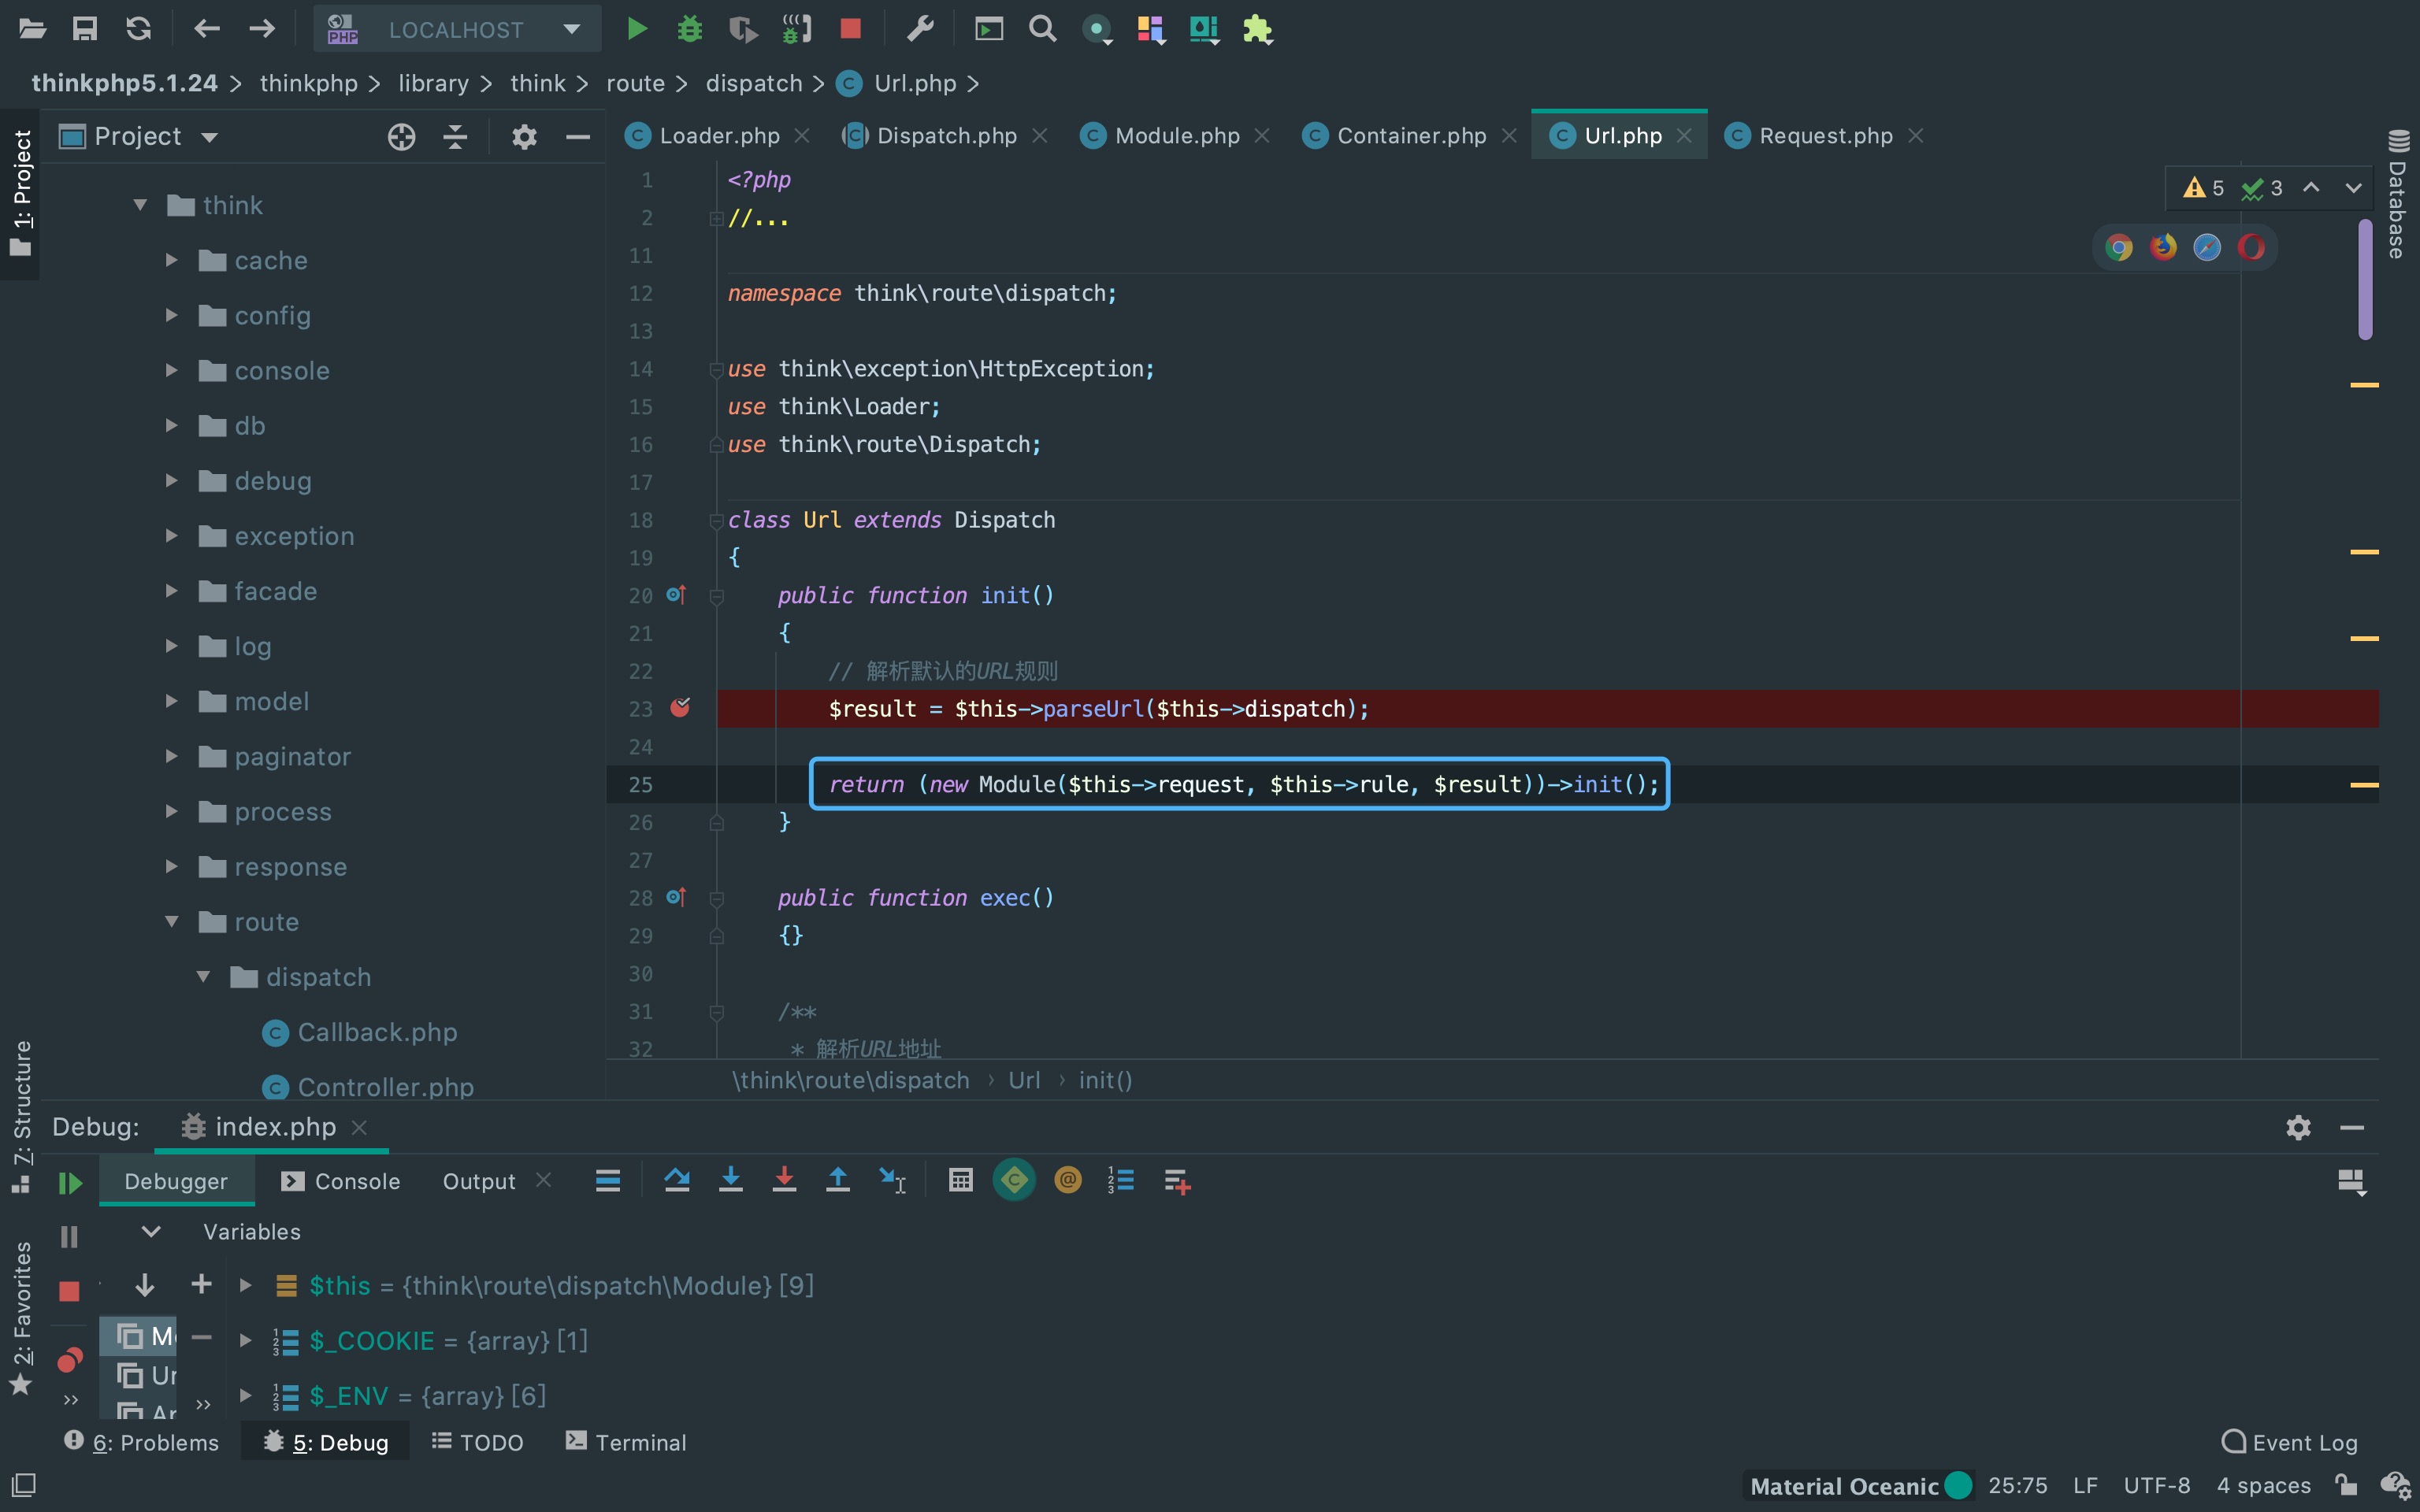 PHP LOCALHOST
thinkphp5.1.24 > thinkphp > library > think > route > dispatch > C Url.php >
1: Project
Project
C Loader.php C Dispatch.php C Module.php C Container.php C Url.php C Request.php
Database
5 3
think
cache
config
console
db
debug
exception
facade
log
model
paginator
process
response
route
dispatch
C Callback.php
C Controller.php
1 <?php
2 //...
11
12 namespace think\route\dispatch;
13
14 use think\exception\HttpException;
15 use think\Loader;
16 use think\route\Dispatch;
17
18 class Url extends Dispatch
19 {
20 public function init()
21 {
22 // 解析默认的URL规则
23 $result = $this->parseUrl($this->dispatch);
24
25 return (new Module($this->request, $this->rule, $result))->init();
26 }
27
28 public function exec()
29 {}
30
31 /**
32 * 解析URL地址
\think\route\dispatch › Url › init()
7: Structure
2: Favorites
Debug: index.php
Debugger Console Output
Variables
$this = {think\route\dispatch\Module} [9]
$_COOKIE = {array} [1]
$_ENV = {array} [6]
Ur
6: Problems 5: Debug TODO Terminal Event Log
Material Oceanic 25:75 LF UTF-8 4 spaces